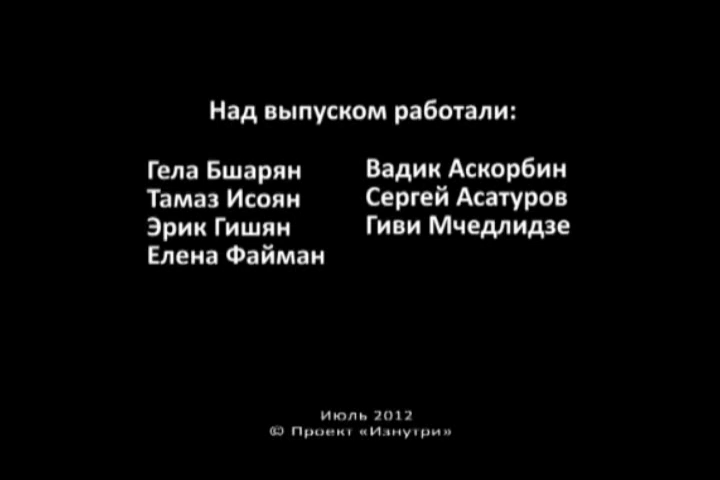 Над выпуском работали:
Гела Бшарян
Тамаз Исоян
Эрик Гишян
Елена Файман
Вадик Аскорбин
Сергей Асатуров
Гиви Мчедлидзе
Июль 2012
© Проект «Изнутри»